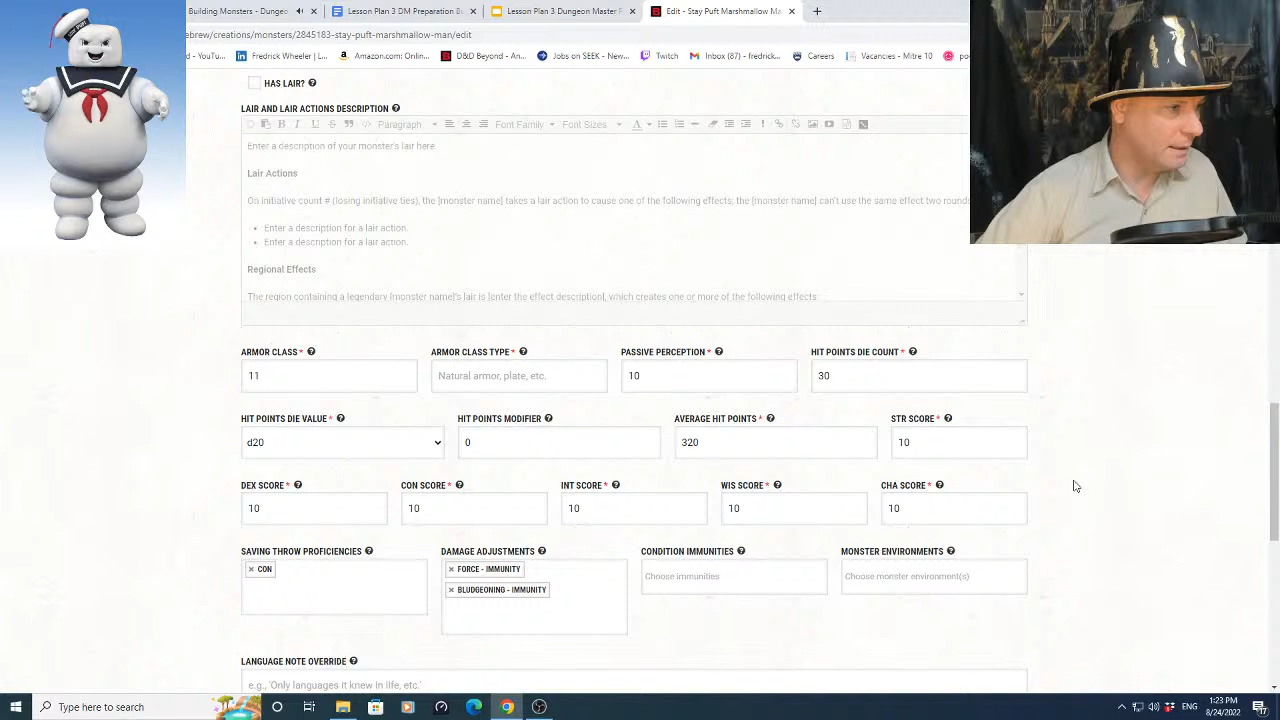 Building Monsters - Dungeo
Lesson Plan 3 DM Preparation B
Lesson Plan 3 Dungeon Master F
Edit - Stay Puft Marshmallow Ma
ebrew/creations/monsters/2845183-stay-puft-marshmallow-man/edit
d - YouTube
Fredrick Wheeler | L...
Amazon.com: Onlin...
D&D Beyond - An...
Jobs on SEEK - New...
Twitch
Inbox (87) - fredrick...
Careers
Vacancies - Mitre 10
po
HAS LAIR?
LAIR AND LAIR ACTIONS DESCRIPTION
B I U S
Paragraph
Font Family
Font Sizes
A
Enter a description of your monster's lair here.
Lair Actions
On initiative count # (losing initiative ties), the [monster name] takes a lair action to cause one of the following effects; the [monster name] can't use the same effect two rounds
Enter a description for a lair action.
Enter a description for a lair action.
Regional Effects
The region containing a legendary [monster name]'s lair is [enter the effect description], which creates one or more of the following effects:
ARMOR CLASS *
ARMOR CLASS TYPE *
PASSIVE PERCEPTION *
HIT POINTS DIE COUNT *
11
Natural armor, plate, etc.
10
30
HIT POINTS DIE VALUE *
HIT POINTS MODIFIER
AVERAGE HIT POINTS *
STR SCORE *
d20
0
320
10
DEX SCORE *
CON SCORE *
INT SCORE *
WIS SCORE *
CHA SCORE *
10
10
10
10
10
SAVING THROW PROFICIENCIES
DAMAGE ADJUSTMENTS
CONDITION IMMUNITIES
MONSTER ENVIRONMENTS
× CON
× FORCE - IMMUNITY
× BLUDGEONING - IMMUNITY
Choose immunities
Choose monster environment(s)
LANGUAGE NOTE OVERRIDE
e.g., 'Only languages it knew in life, etc.'
Type here to search
ENG
1:23 PM
8/24/2022
17